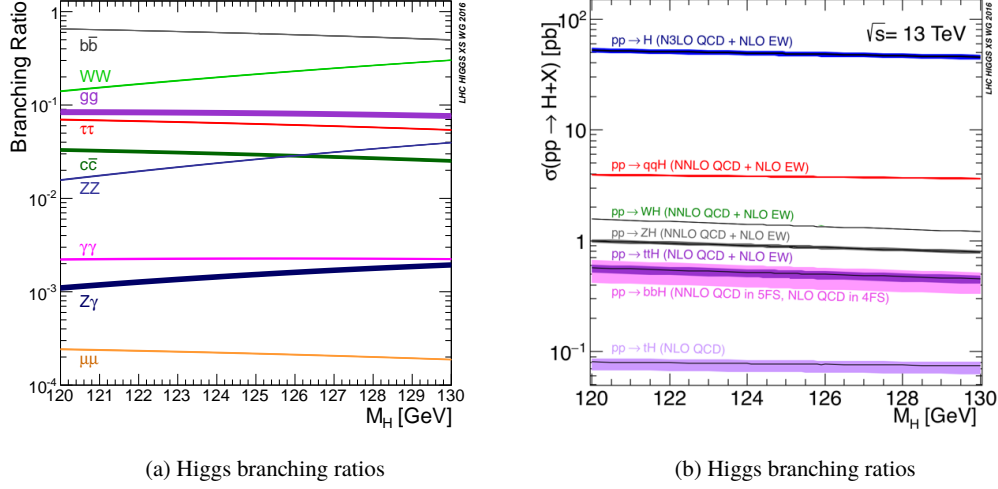 Branching Ratio
1
10⁻¹
10⁻²
10⁻³
10⁻⁴
bb̄
WW
gg
ττ
cc̄
ZZ
γγ
Zγ
μμ
120 121 122 123 124 125 126 127 128 129 130
M_H [GeV]
LHC HIGGS XS WG 2016
(a) Higgs branching ratios
σ(pp → H+X) [pb]
10²
10
1
10⁻¹
√s= 13 TeV
pp → H (N3LO QCD + NLO EW)
pp → qqH (NNLO QCD + NLO EW)
pp → WH (NNLO QCD + NLO EW)
pp → ZH (NNLO QCD + NLO EW)
pp → ttH (NLO QCD + NLO EW)
pp → bbH (NNLO QCD in 5FS, NLO QCD in 4FS)
pp → tH (NLO QCD)
120 122 124 126 128 130
M_H [GeV]
LHC HIGGS XS WG 2016
(b) Higgs branching ratios